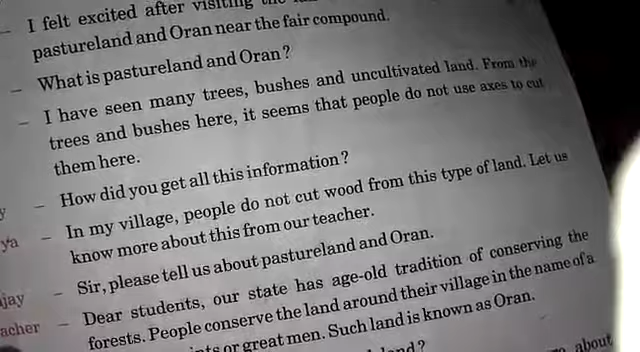 – I felt excited after visiting the
pastureland and Oran near the fair compound.
– What is pastureland and Oran?
– I have seen many trees, bushes and uncultivated land. From the
trees and bushes here, it seems that people do not use axes to cut
them here.
y – How did you get all this information?
ya – In my village, people do not cut wood from this type of land. Let us
know more about this from our teacher.
jay – Sir, please tell us about pastureland and Oran.
acher – Dear students, our state has age-old tradition of conserving the
forests. People conserve the land around their village in the name of a
or great men. Such land is known as Oran.
about